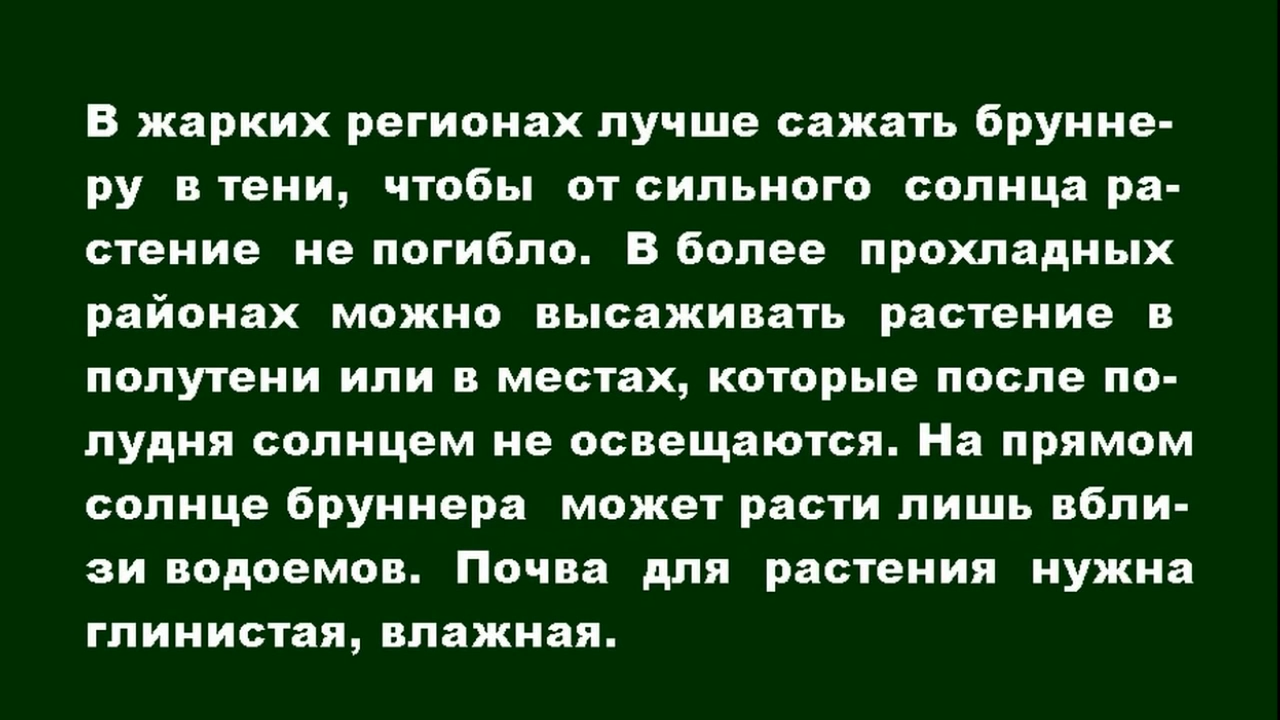 В жарких регионах лучше сажать брунне-
ру в тени, чтобы от сильного солнца ра-
стение не погибло. В более прохладных
районах можно высаживать растение в
полутени или в местах, которые после по-
лудня солнцем не освещаются. На прямом
солнце бруннера может расти лишь вбли-
зи водоемов. Почва для растения нужна
глинистая, влажная.